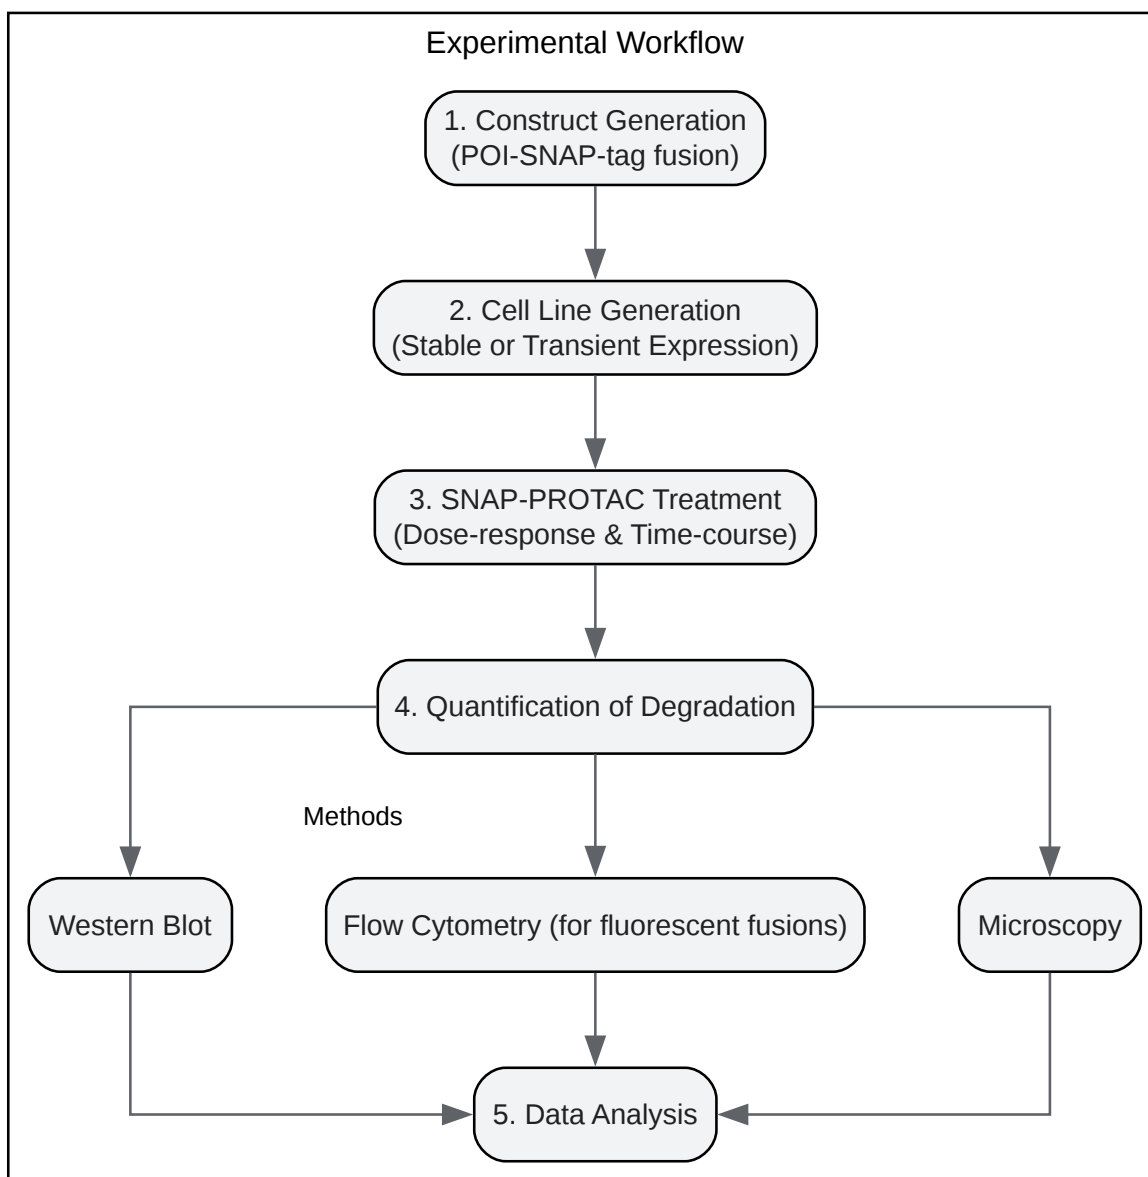 Experimental Workflow
1. Construct Generation
(POI-SNAP-tag fusion)
2. Cell Line Generation
(Stable or Transient Expression)
3. SNAP-PROTAC Treatment
(Dose-response & Time-course)
4. Quantification of Degradation
Methods
Western Blot
Flow Cytometry (for fluorescent fusions)
Microscopy
5. Data Analysis